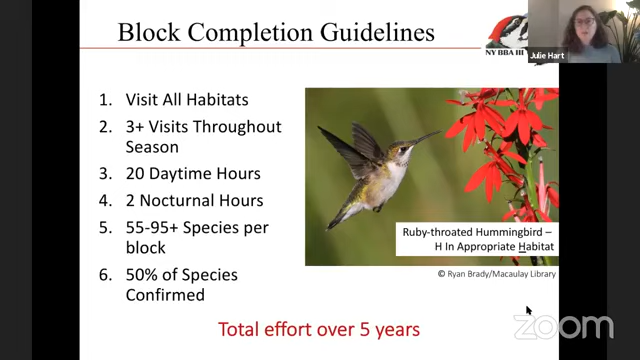 Block Completion Guidelines
NY BBA III
Julie Hart
1. Visit All Habitats
2. 3+ Visits Throughout
Season
3. 20 Daytime Hours
4. 2 Nocturnal Hours
5. 55-95+ Species per
block
6. 50% of Species
Confirmed
Ruby-throated Hummingbird –
H In Appropriate Habitat
© Ryan Brady/Macaulay Library
Total effort over 5 years
zoom